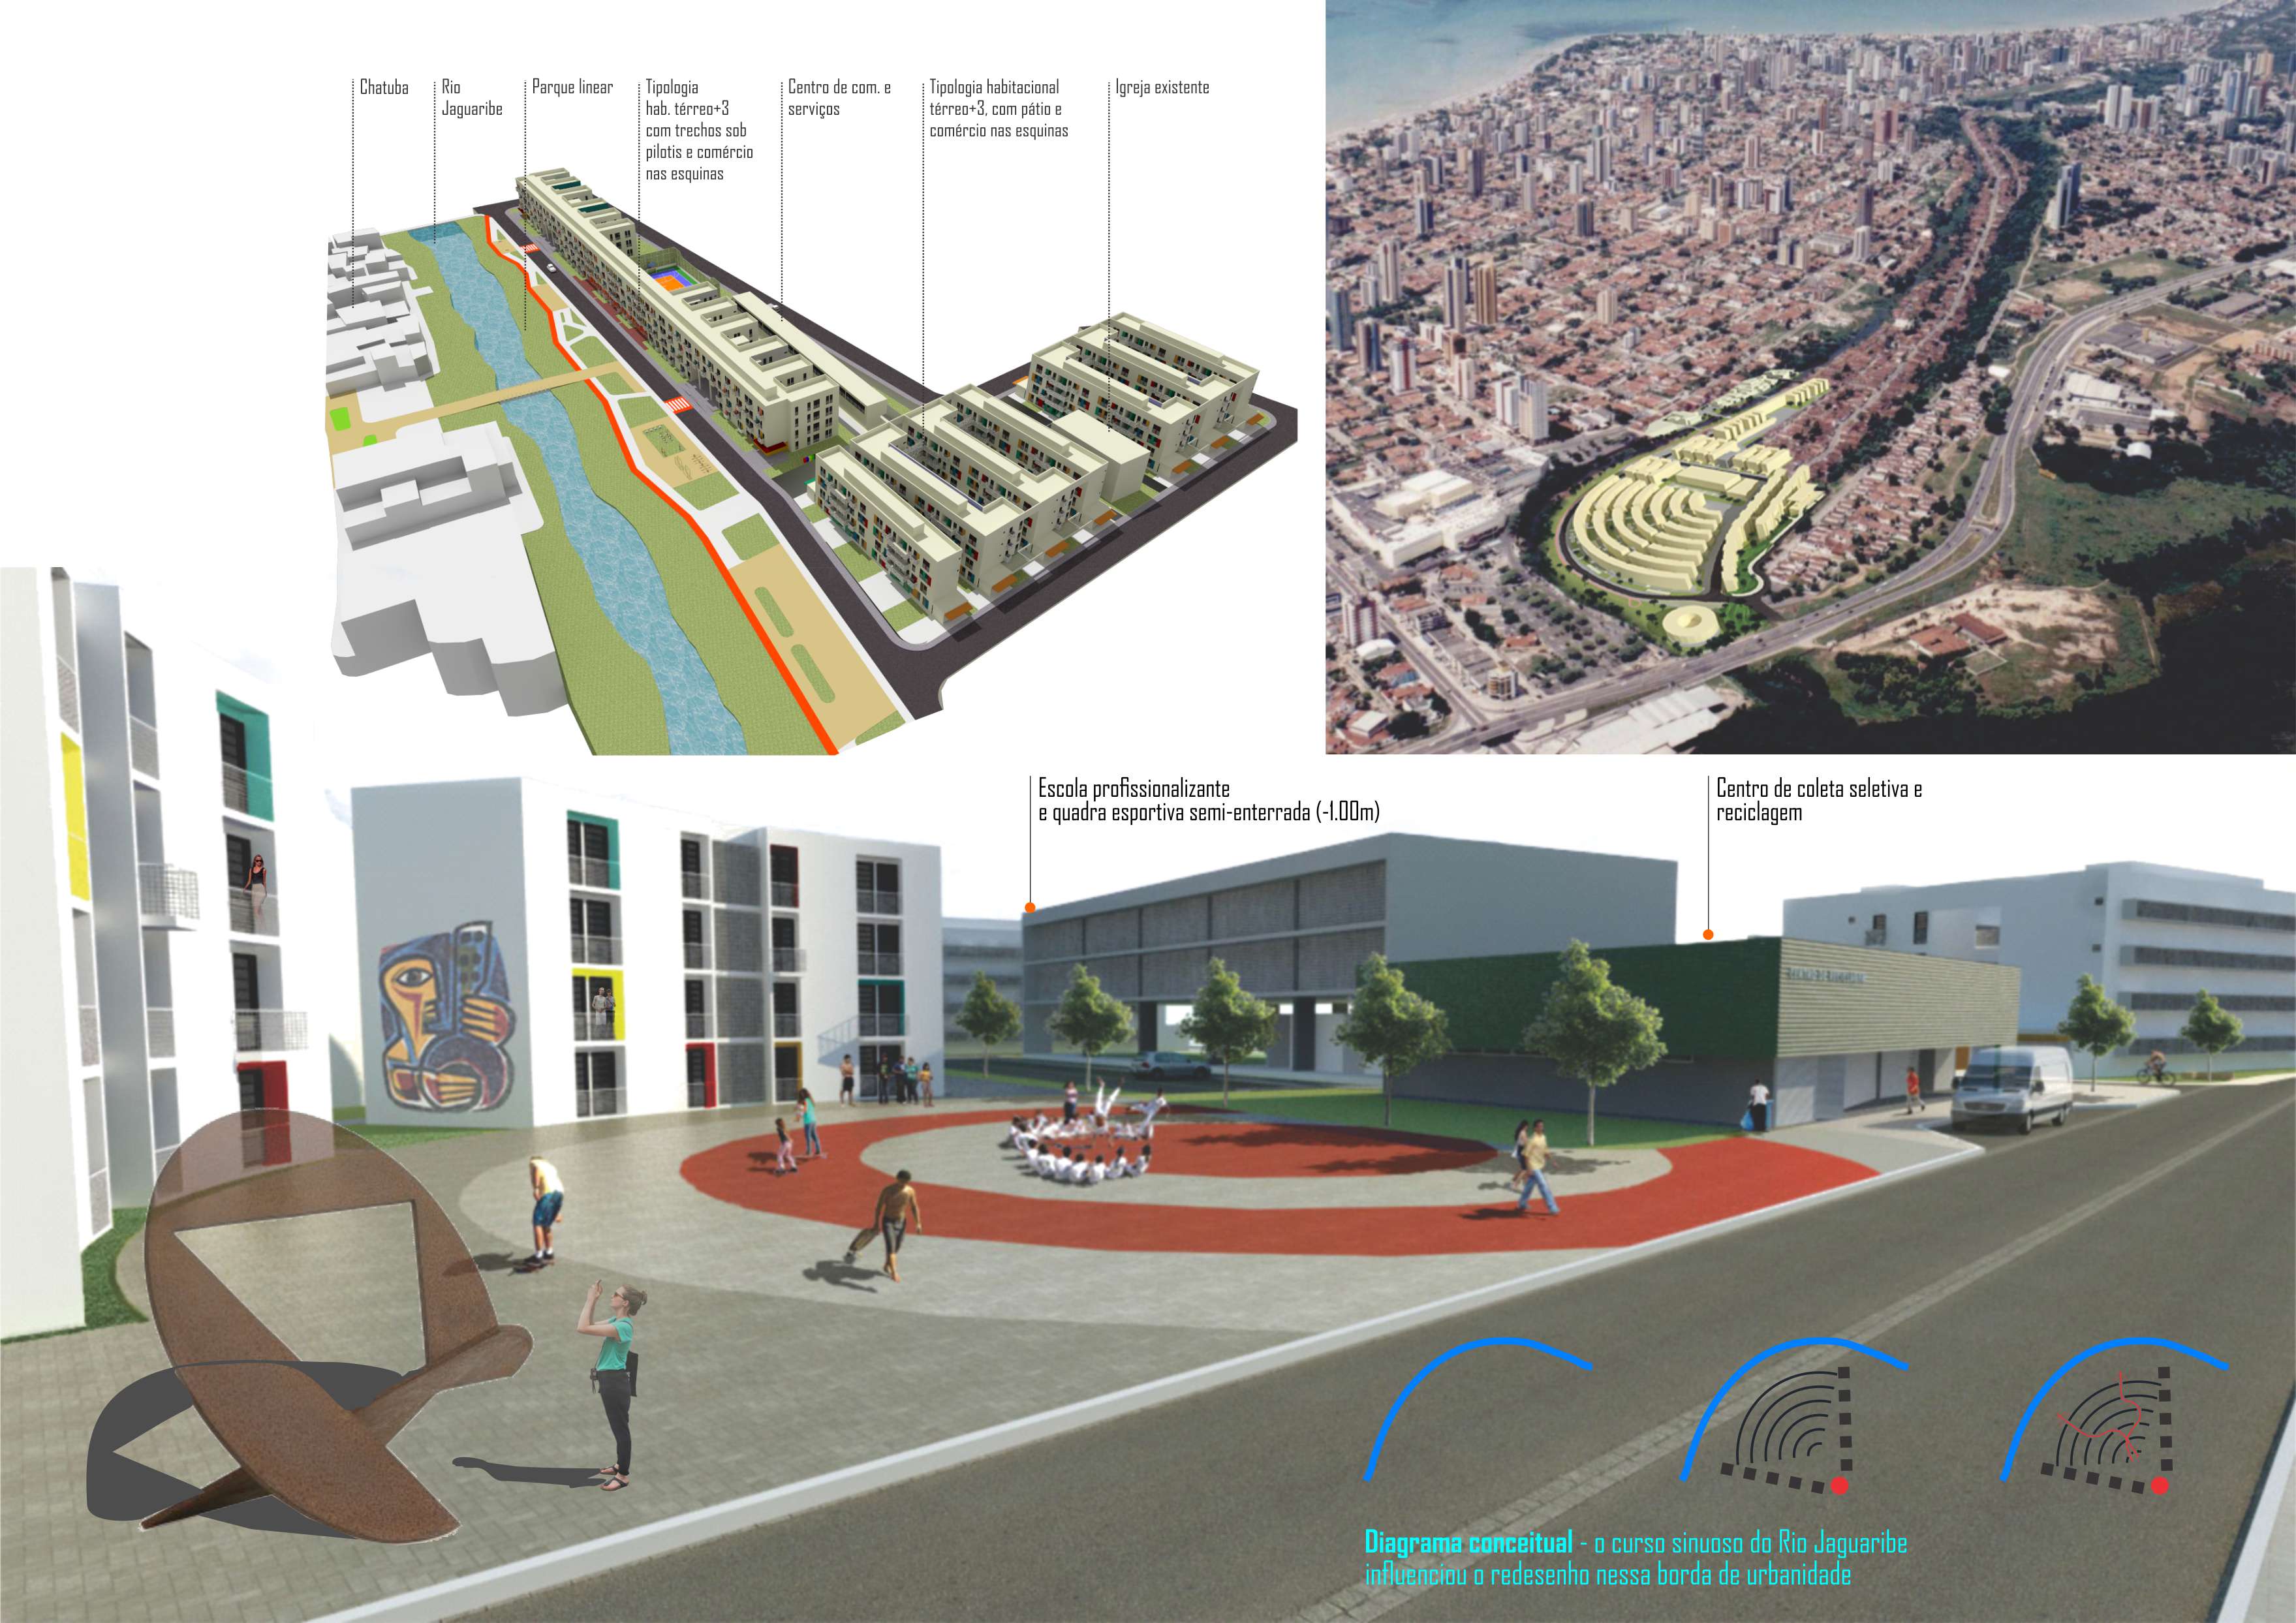 Chatuba
Rio
Jaguaribe
Parque linear
Tipologia
hab. térreo+3
com trechos sob
pilotis e comércio
nas esquinas
Centro de com. e
serviços
Tipologia habitacional
térreo+3, com pátio e
comércio nas esquinas
Igreja existente
Escola profissionalizante
e quadra esportiva semi-enterrada (-1.00m)
Centro de coleta seletiva e
reciclagem
Diagrama conceitual - o curso sinuoso do Rio Jaguaribe
influenciou o redesenho nessa borda de urbanidade